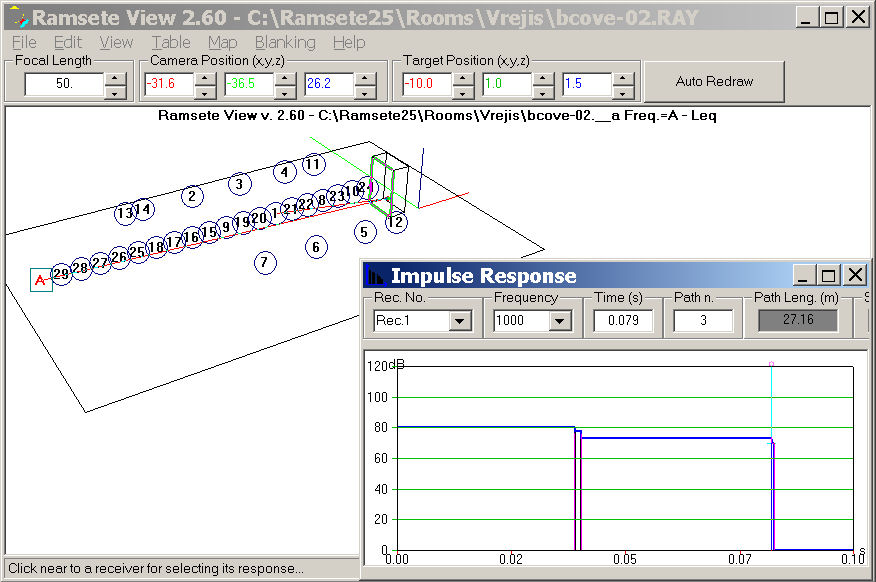 Ramsete View 2.60 - C:\Ramsete25\Rooms\Vrejis\bcove-02.RAY
File Edit View Table Map Blanking Help
Focal Length Camera Position (x,y,z) Target Position (x,y,z)
50. -31.6 -36.5 26.2 -10.0 1.0 1.5 Auto Redraw
Ramsete View v. 2.60 - C:\Ramsete25\Rooms\Vrejis\bcove-02.__a Freq.=A - Leq
11
4
3
2
13 14
A 29 28 27 26 25 18 17 16 15 9 19 20 1 21 22 8 23 10 24
12
5
6
7
Impulse Response
Rec. No. Frequency Time (s) Path n. Path Leng. (m) S
Rec.1 1000 0.079 3 27.16
120 dB
100
80
60
40
20
0
0.00 0.02 0.05 0.07 0.10 s
Click near to a receiver for selecting its response...